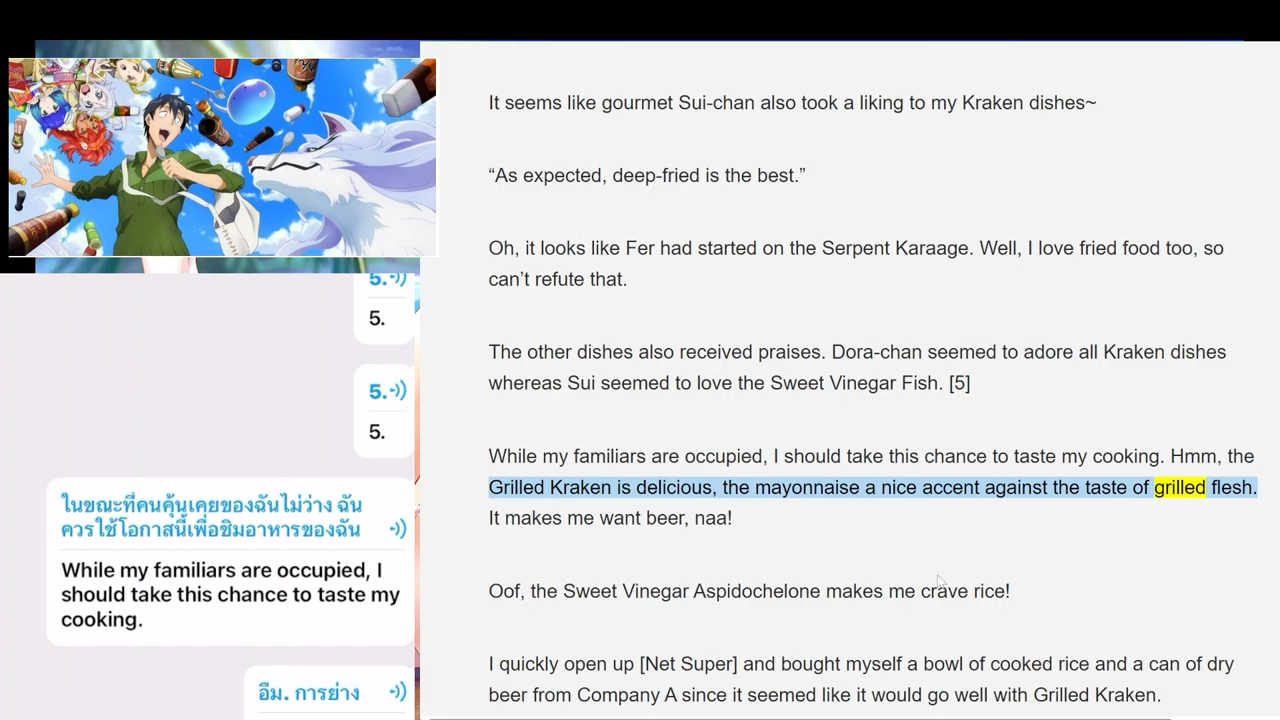 5.
5.
5.
5.
ในขณะที่คนคุ้นเคยของฉันไม่ว่าง ฉัน
ควรใช้โอกาสนี้เพื่อชิมอาหารของฉัน
While my familiars are occupied, I
should take this chance to taste my
cooking.
อืม. การย่าง
It seems like gourmet Sui-chan also took a liking to my Kraken dishes~
“As expected, deep-fried is the best.”
Oh, it looks like Fer had started on the Serpent Karaage. Well, I love fried food too, so
can’t refute that.
The other dishes also received praises. Dora-chan seemed to adore all Kraken dishes
whereas Sui seemed to love the Sweet Vinegar Fish. [5]
While my familiars are occupied, I should take this chance to taste my cooking. Hmm, the
Grilled Kraken is delicious, the mayonnaise a nice accent against the taste of grilled flesh.
It makes me want beer, naa!
Oof, the Sweet Vinegar Aspidochelone makes me crave rice!
I quickly open up [Net Super] and bought myself a bowl of cooked rice and a can of dry
beer from Company A since it seemed like it would go well with Grilled Kraken.